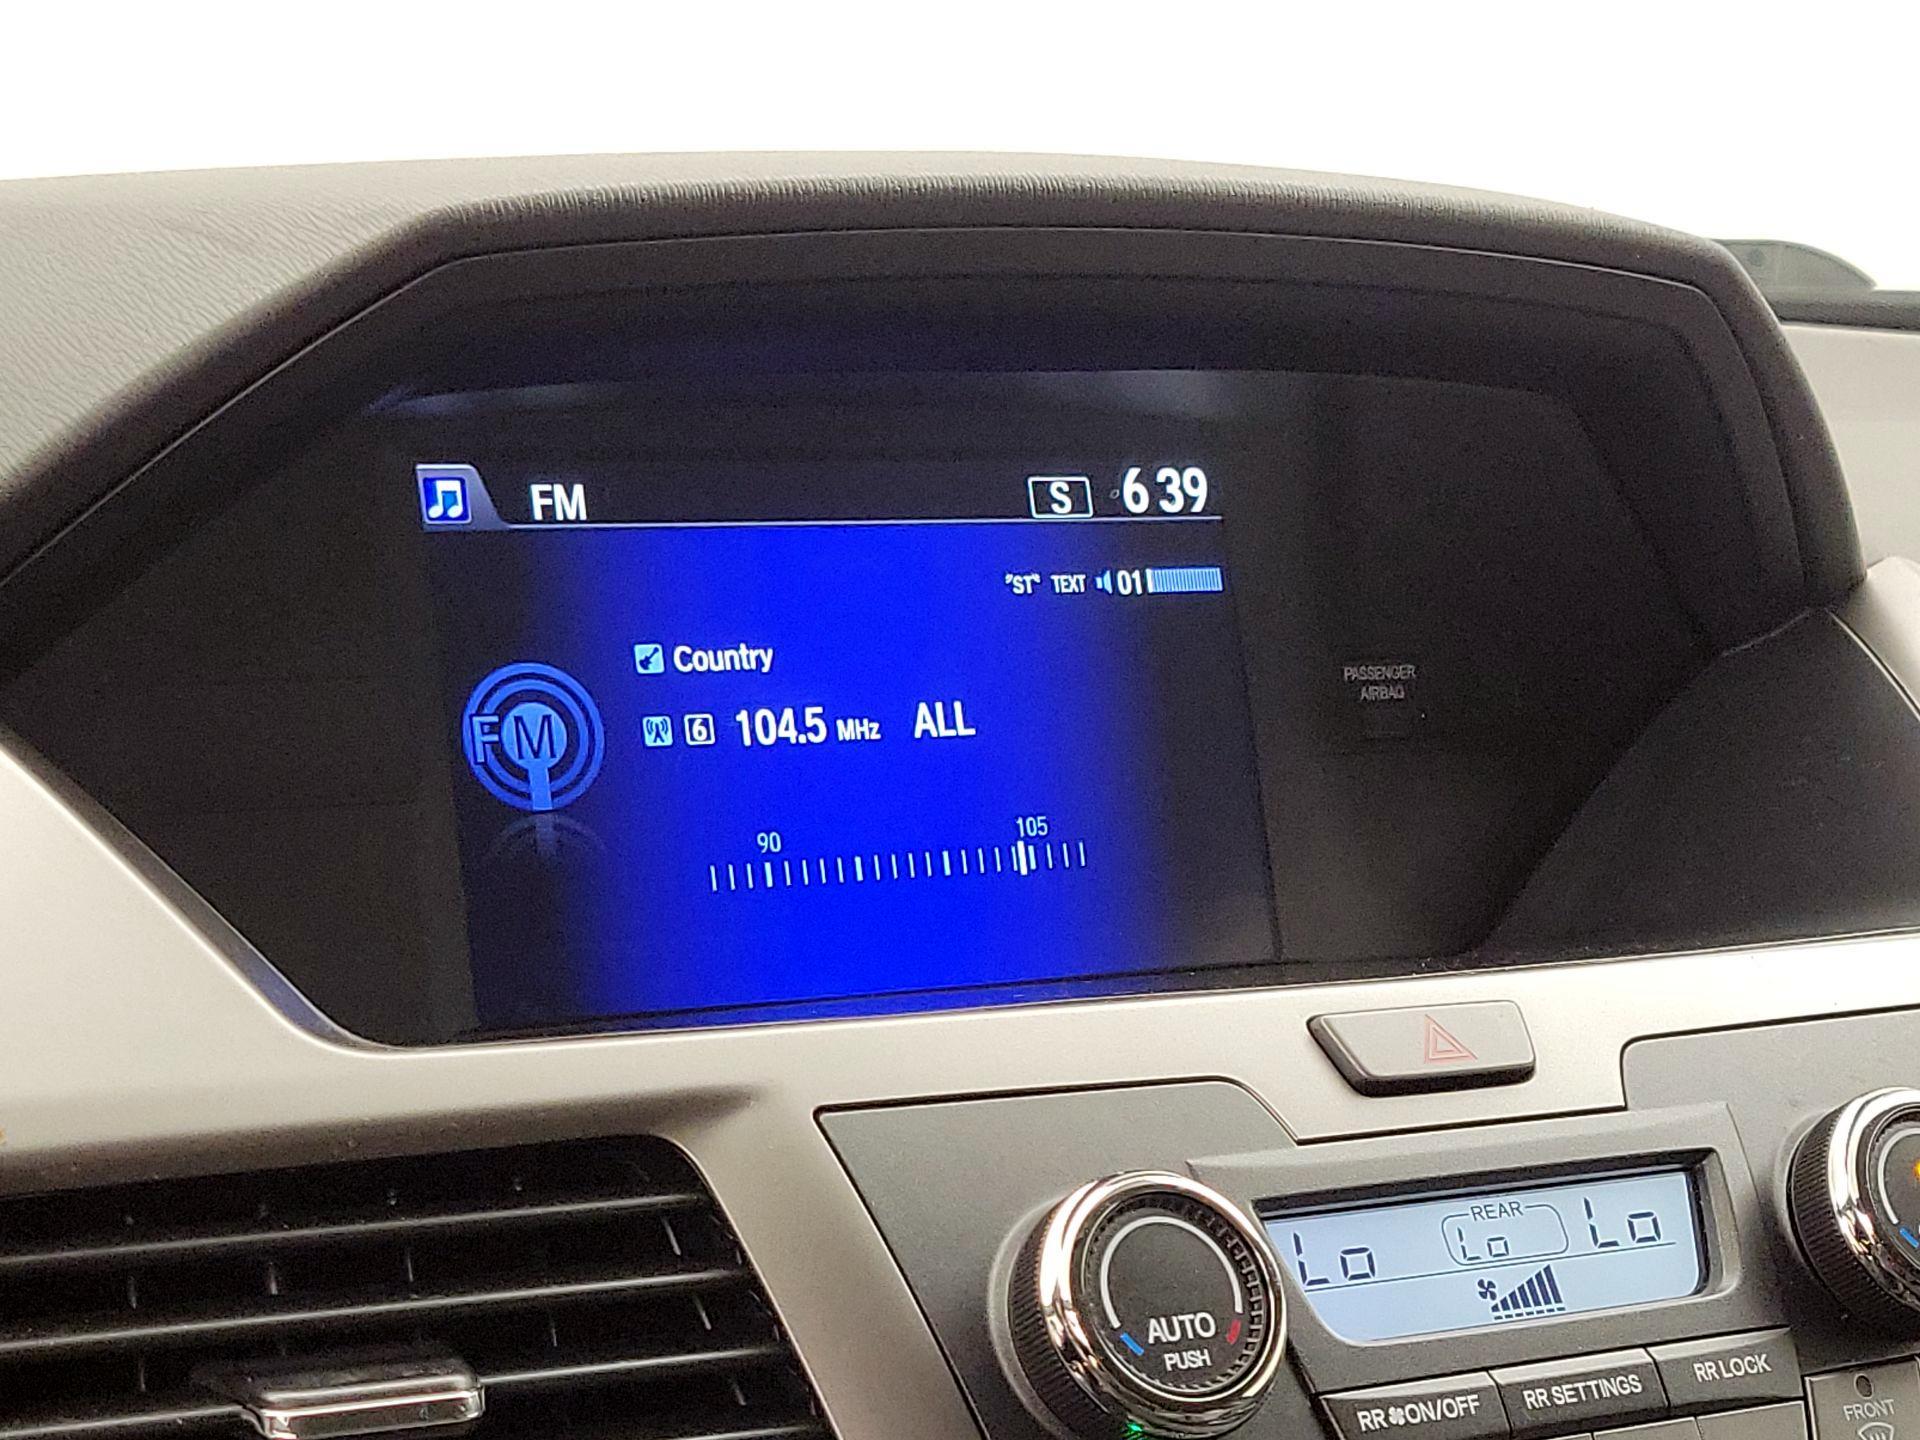 FM S 6 39
"ST" TEXT 01
Country
FM 6 104.5 MHz ALL
90 105
PASSENGER
AIRBAG
REAR
Lo Lo Lo
AUTO
PUSH
RR ON/OFF RR SETTINGS RR LOCK
FRONT